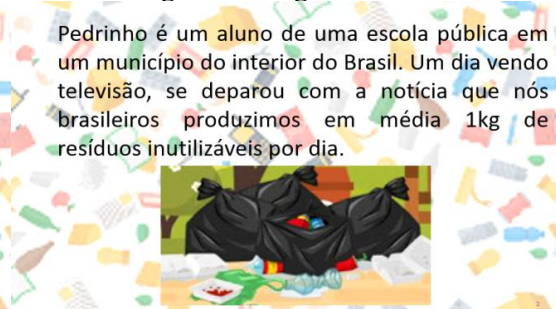 Pedrinho é um aluno de uma escola pública em
um município do interior do Brasil. Um dia vendo
televisão, se deparou com a notícia que nós
brasileiros produzimos em média 1kg de
resíduos inutilizáveis por dia.
2